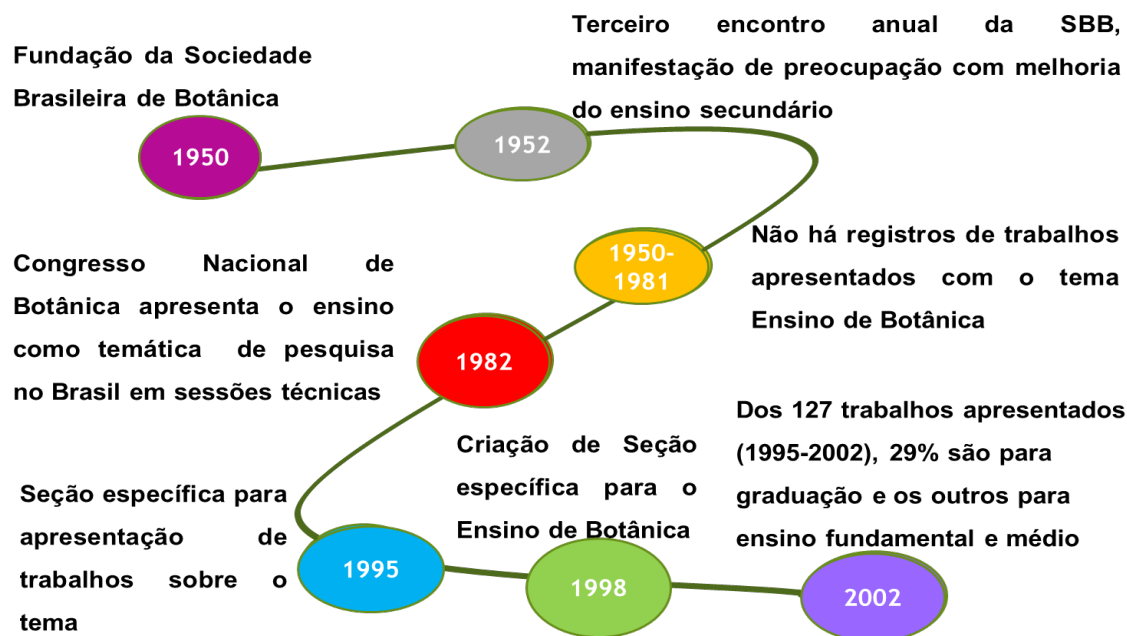 Fundação da Sociedade
Brasileira de Botânica
1950
Terceiro encontro anual da SBB,
manifestação de preocupação com melhoria
do ensino secundário
1952
Não há registros de trabalhos
apresentados com o tema
Ensino de Botânica
1950-
1981
Congresso Nacional de
Botânica apresenta o ensino
como temática de pesquisa
no Brasil em sessões técnicas
1982
Seção específica para
apresentação de
trabalhos sobre o
tema
1995
Criação de Seção
específica para o
Ensino de Botânica
1998
Dos 127 trabalhos apresentados
(1995-2002), 29% são para
graduação e os outros para
ensino fundamental e médio
2002